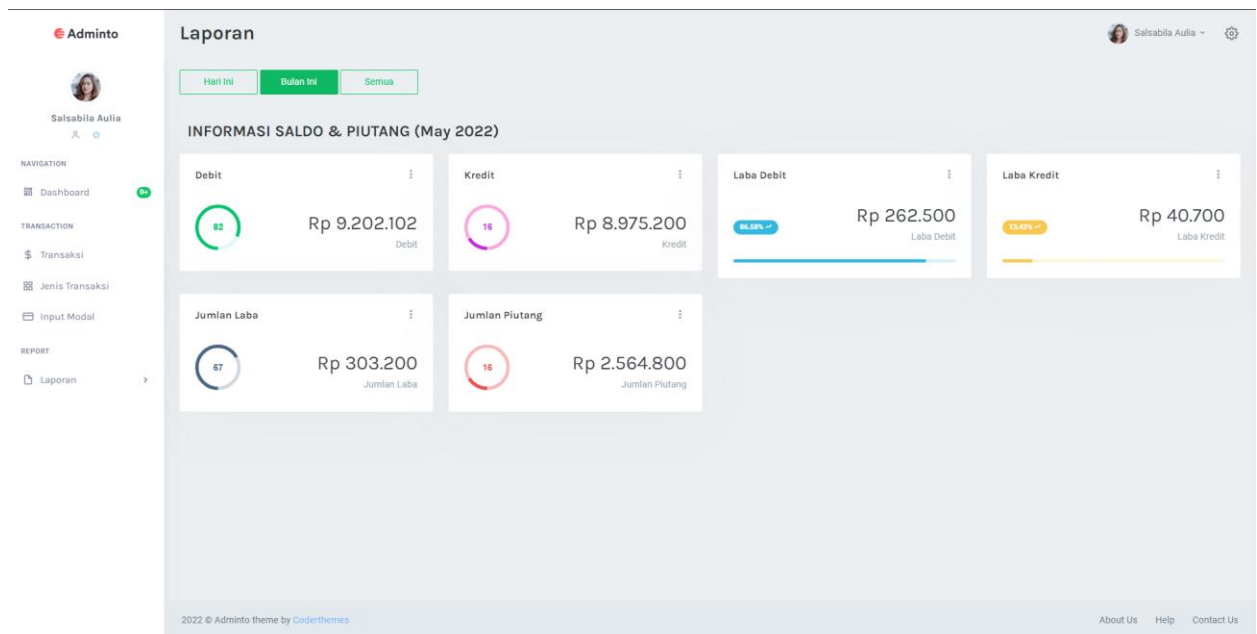 Adminto
Laporan
Salsabila Aulia
Salsabila Aulia
NAVIGATION
Dashboard
9+
TRANSACTION
Transaksi
Jenis Transaksi
Input Modal
REPORT
Laporan
Hari Ini
Bulan Ini
Semua
INFORMASI SALDO & PIUTANG (May 2022)
Debit
82
Rp 9.202.102
Debit
Kredit
16
Rp 8.975.200
Kredit
Laba Debit
86.58%
Rp 262.500
Laba Debit
Laba Kredit
13.42%
Rp 40.700
Laba Kredit
Jumlan Laba
67
Rp 303.200
Jumlan Laba
Jumlan Piutang
16
Rp 2.564.800
Jumlan Piutang
2022 © Adminto theme by Coderthemes
About Us
Help
Contact Us